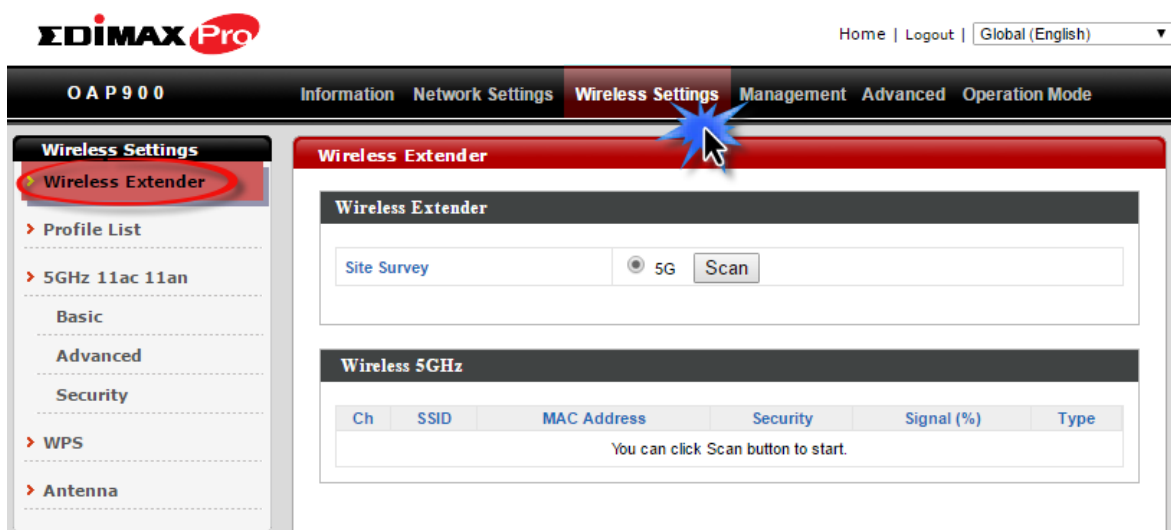 EDIMAX Pro
Home | Logout | Global (English)
OAP900
Information Network Settings Wireless Settings Management Advanced Operation Mode
Wireless Settings
Wireless Extender
Profile List
5GHz 11ac 11an
Basic
Advanced
Security
WPS
Antenna
Wireless Extender
Wireless Extender
Site Survey 5G Scan
Wireless 5GHz
Ch SSID MAC Address Security Signal (%) Type
You can click Scan button to start.